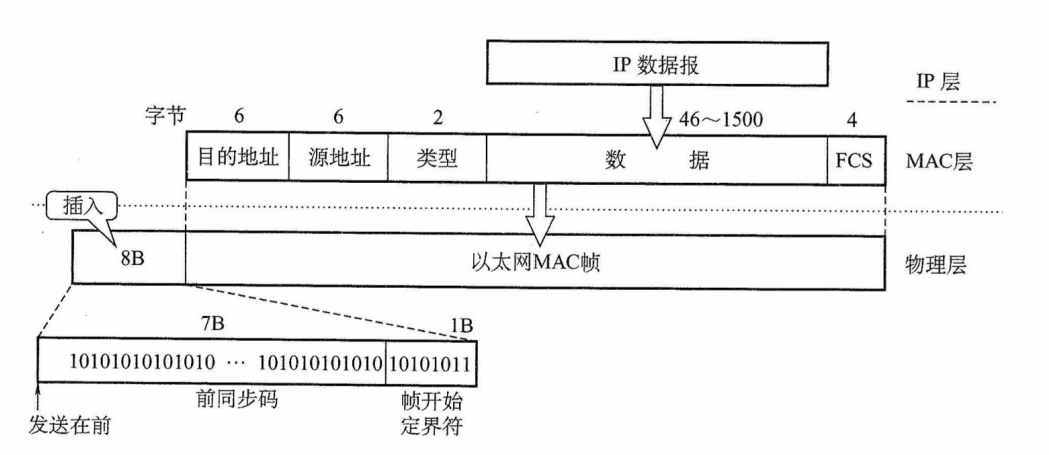 IP 数据报
IP 层
字节 6 6 2 46～1500 4
目的地址 源地址 类型 数 据 FCS MAC层
插入
8B 以太网MAC帧 物理层
7B 1B
10101010101010 … 101010101010 10101011
前同步码 帧开始
定界符
发送在前